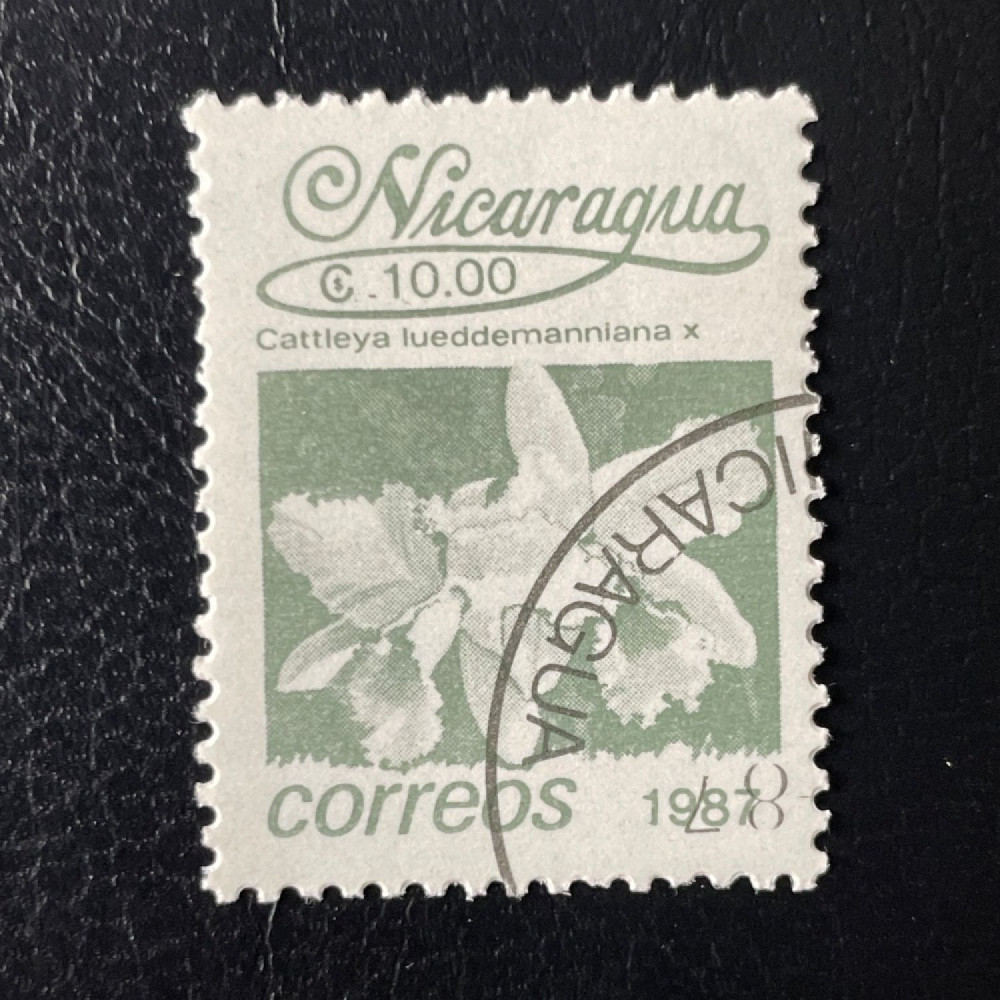 Nicaragua
₡ .10.00
Cattleya lueddemanniana x
NICARAGUA
correos
1987
87